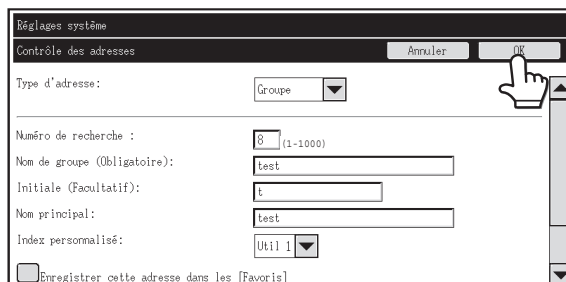 Réglages système
Contrôle des adresses Annuler OK
Type d'adresse: Groupe
Numéro de recherche : 8 (1-1000)
Nom de groupe (Obligatoire): test
Initiale (Facultatif): t
Nom principal: test
Index personnalisé: Util 1
Enregistrer cette adresse dans les [Favoris]